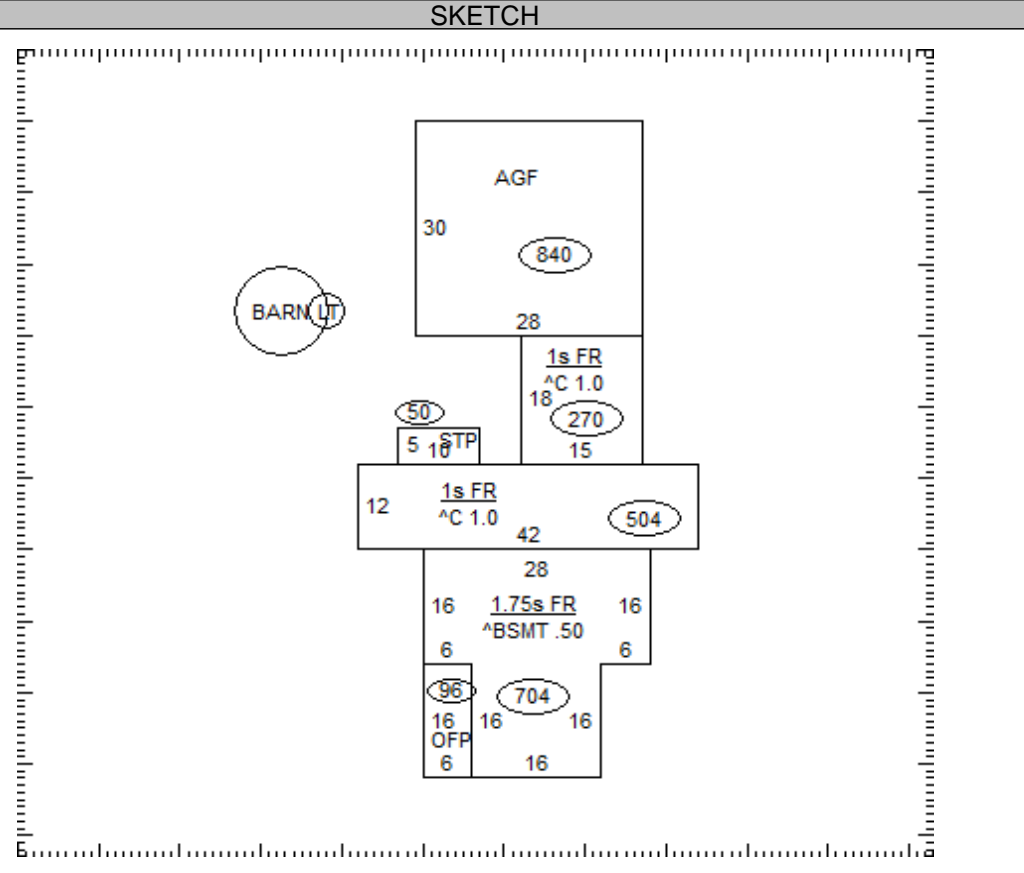 SKETCH
AGF
30
840
28
BARN LT
1s FR
^C 1.0
18
270
15
50
5 10 STP
1s FR
^C 1.0
12
504
42
28
16 1.75s FR 16
^BSMT .50
6 6
96 704
16 16 16
OFP
6 16